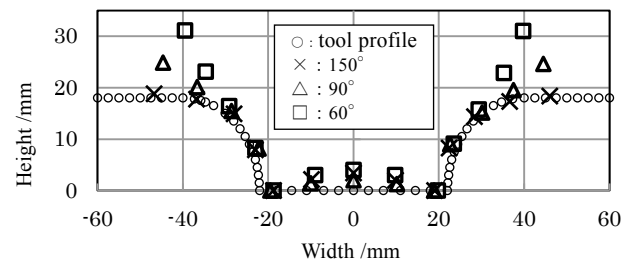 30
20
10
0
Height /mm
-60 -40 -20 0 20 40 60
Width /mm
○ : tool profile
× : 150°
△ : 90°
□ : 60°